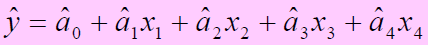 ŷ = â₀ + â₁x₁ + â₂x₂ + â₃x₃ + â₄x₄